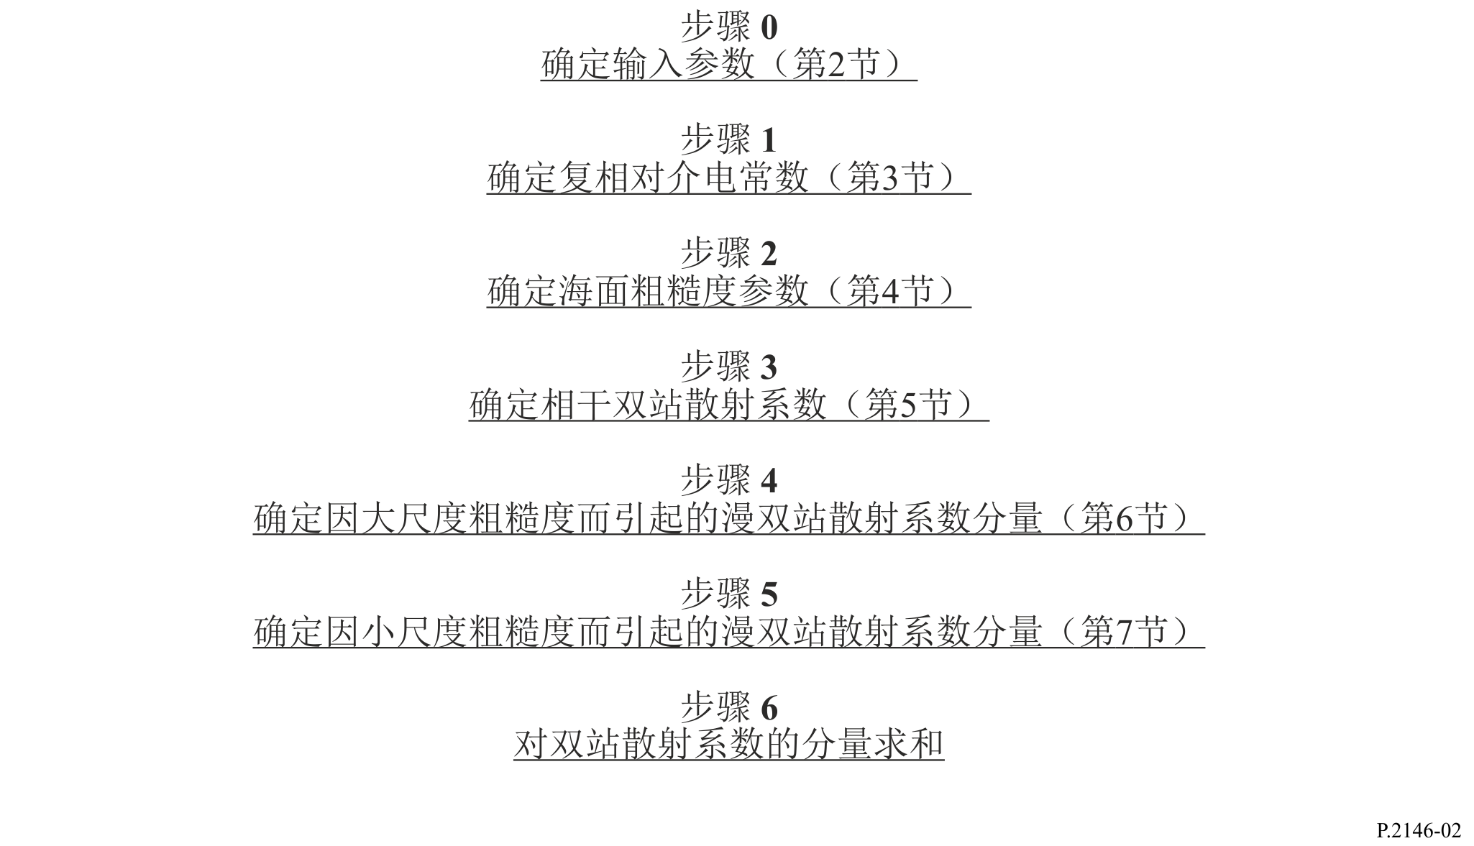 步骤 0
确定输入参数（第2节）
步骤 1
确定复相对介电常数（第3节）
步骤 2
确定海面粗糙度参数（第4节）
步骤 3
确定相干双站散射系数（第5节）
步骤 4
确定因大尺度粗糙度而引起的漫双站散射系数分量（第6节）
步骤 5
确定因小尺度粗糙度而引起的漫双站散射系数分量（第7节）
步骤 6
对双站散射系数的分量求和
P.2146-02